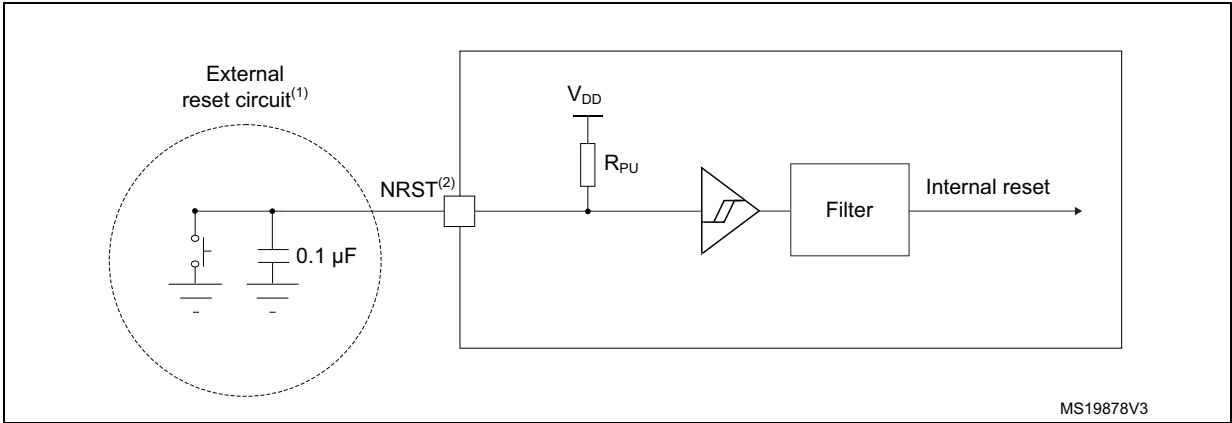 External
reset circuit(1)
VDD
RPU
NRST(2)
Filter
Internal reset
0.1 µF
MS19878V3